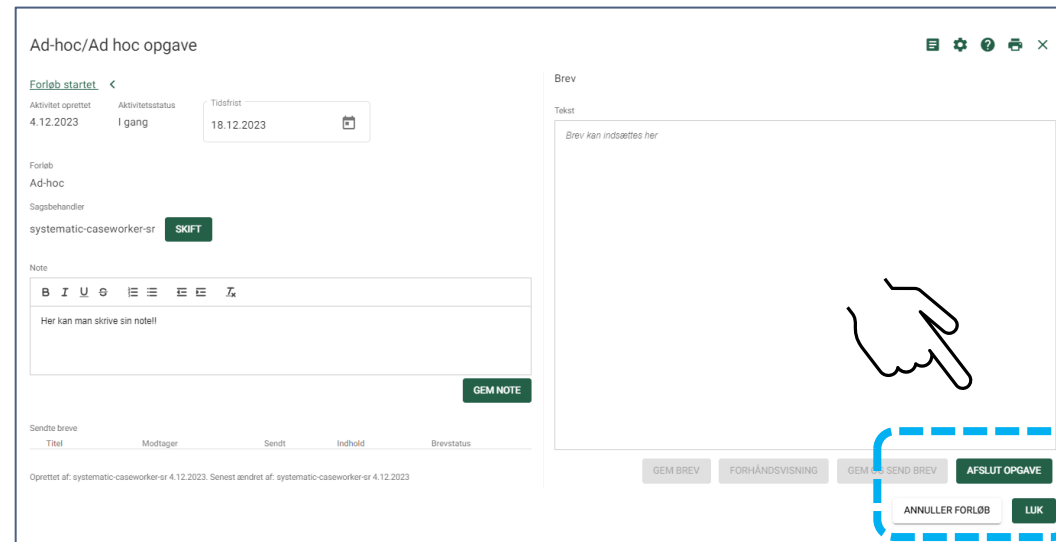 Ad-hoc/Ad hoc opgave
Forløb startet
Aktivitet oprettet
Aktivitetsstatus
Tidsfrist
4.12.2023
I gang
18.12.2023
Forløb
Ad-hoc
Sagsbehandler
systematic-caseworker-sr
SKIFT
Note
B I U S
Her kan man skrive sin note!!
GEM NOTE
Sendte breve
Titel Modtager Sendt Indhold Brevstatus
Oprettet af: systematic-caseworker-sr 4.12.2023. Senest ændret af: systematic-caseworker-sr 4.12.2023
Brev
Tekst
Brev kan indsættes her
GEM BREV
FORHÅNDSVISNING
GEM OG SEND BREV
AFSLUT OPGAVE
ANNULLER FORLØB
LUK